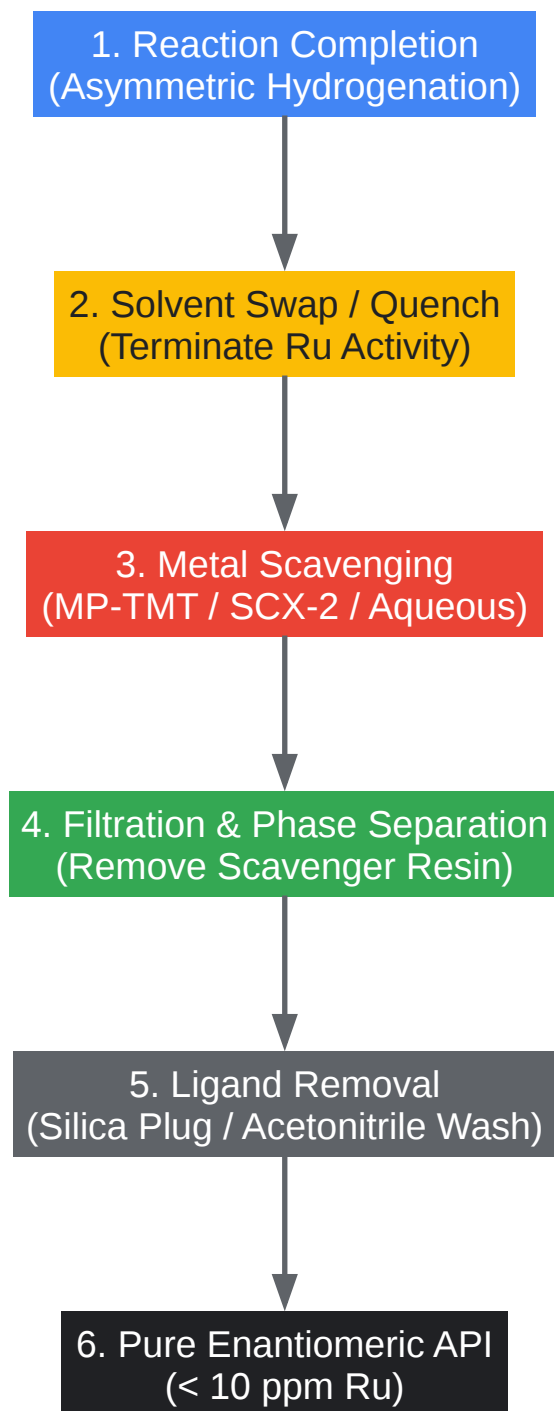 1. Reaction Completion
(Asymmetric Hydrogenation)
2. Solvent Swap / Quench
(Terminate Ru Activity)
3. Metal Scavenging
(MP-TMT / SCX-2 / Aqueous)
4. Filtration & Phase Separation
(Remove Scavenger Resin)
5. Ligand Removal
(Silica Plug / Acetonitrile Wash)
6. Pure Enantiomeric API
(< 10 ppm Ru)